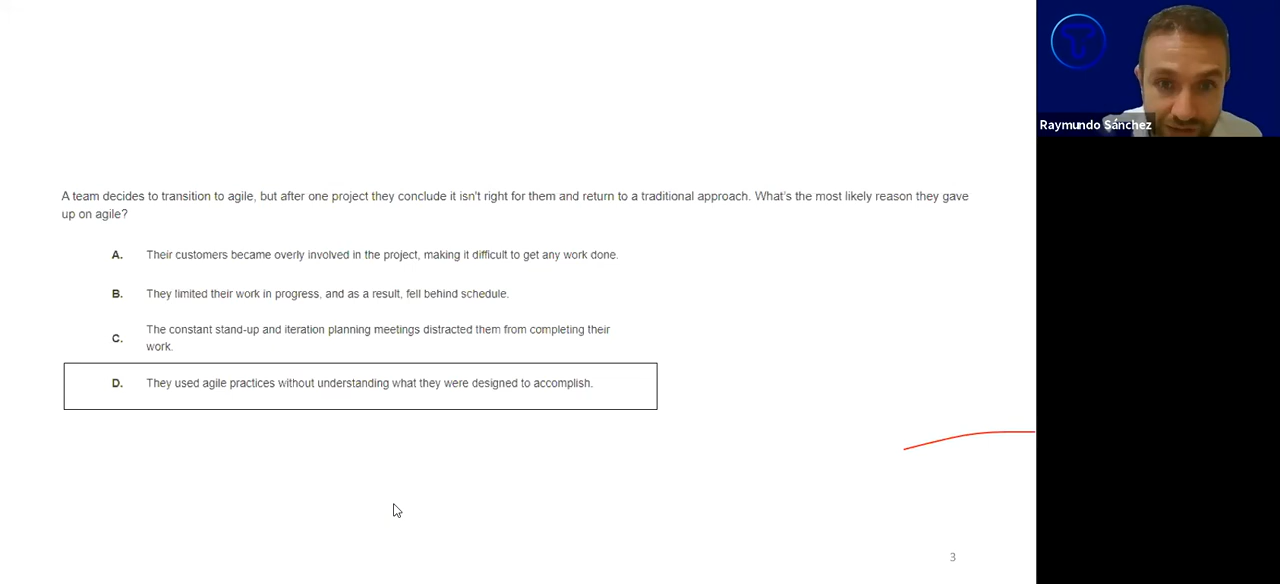 A team decides to transition to agile, but after one project they conclude it isn't right for them and return to a traditional approach. What's the most likely reason they gave
up on agile?
A. Their customers became overly involved in the project, making it difficult to get any work done.
B. They limited their work in progress, and as a result, fell behind schedule.
C. The constant stand-up and iteration planning meetings distracted them from completing their
work.
D. They used agile practices without understanding what they were designed to accomplish.
3
Raymundo Sánchez